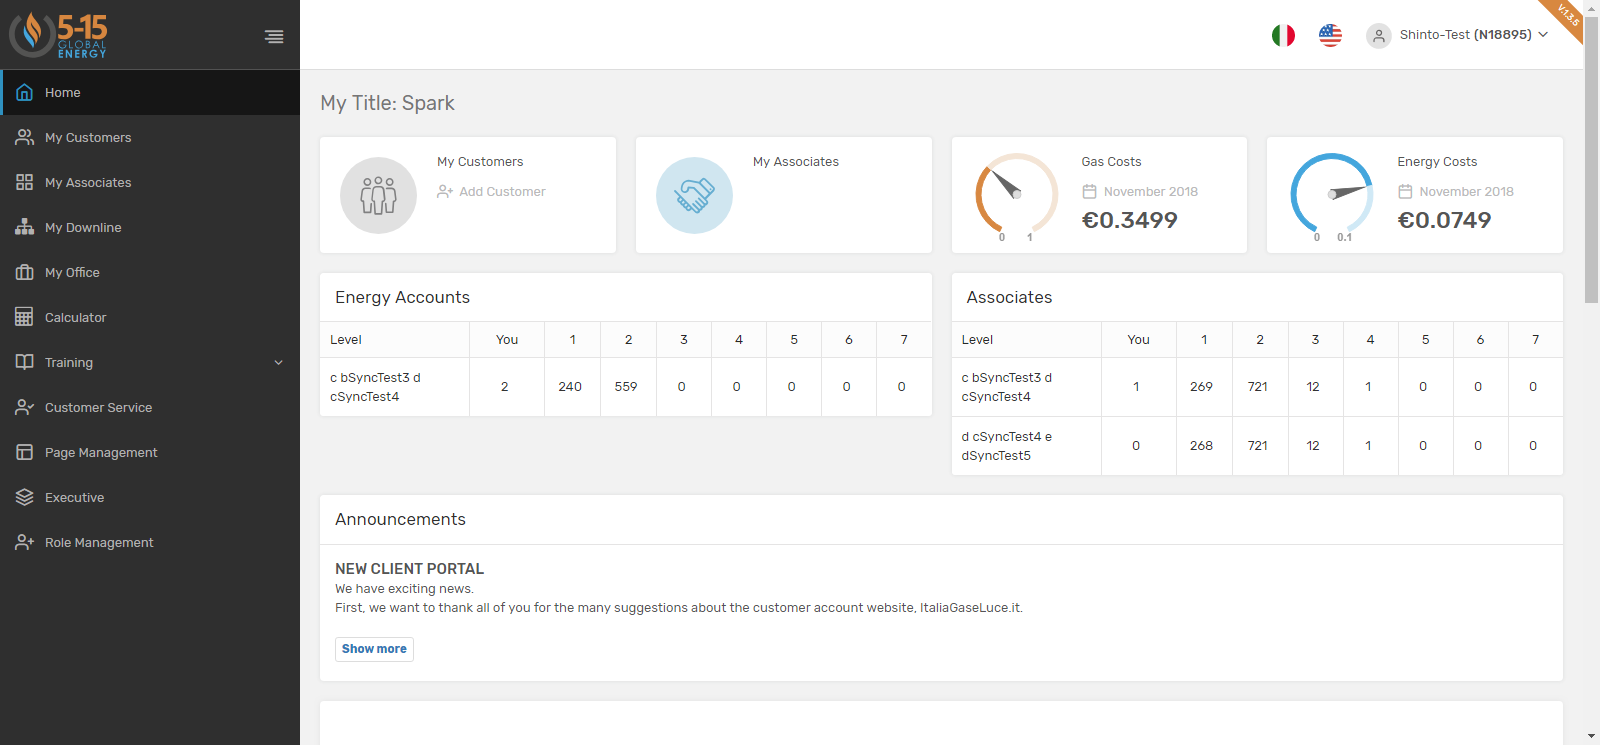 5-15
GLOBAL
ENERGY
Home
My Customers
My Associates
My Downline
My Office
Calculator
Training
Customer Service
Page Management
Executive
Role Management
Shinto-Test (N18895)
V.1.3.5
My Title: Spark
My Customers
Add Customer
My Associates
Gas Costs
November 2018
€0.3499
0 1
Energy Costs
November 2018
€0.0749
0 0.1
Energy Accounts
Level You 1 2 3 4 5 6 7
c bSyncTest3 d
cSyncTest4
2 240 559 0 0 0 0 0
Associates
Level You 1 2 3 4 5 6 7
c bSyncTest3 d
cSyncTest4
1 269 721 12 1 0 0 0
d cSyncTest4 e
dSyncTest5
0 268 721 12 1 0 0 0
Announcements
NEW CLIENT PORTAL
We have exciting news.
First, we want to thank all of you for the many suggestions about the customer account website, ItaliaGaseLuce.it.
Show more